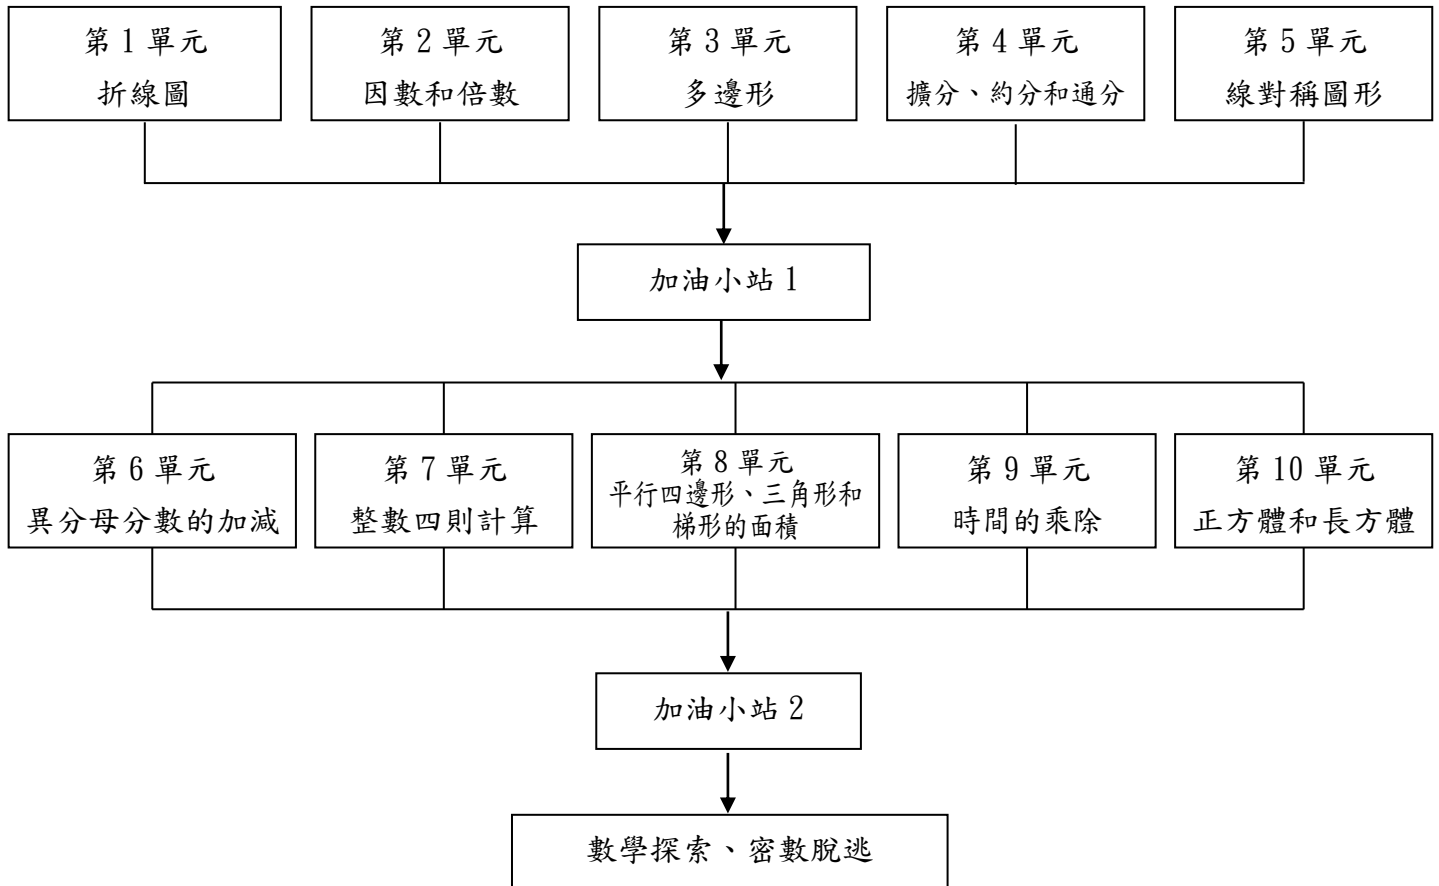 第 1 單元
折線圖
第 2 單元
因數和倍數
第 3 單元
多邊形
第 4 單元
擴分、約分和通分
第 5 單元
線對稱圖形
加油小站 1
第 6 單元
異分母分數的加減
第 7 單元
整數四則計算
第 8 單元
平行四邊形、三角形和
梯形的面積
第 9 單元
時間的乘除
第 10 單元
正方體和長方體
加油小站 2
數學探索、密數脫逃